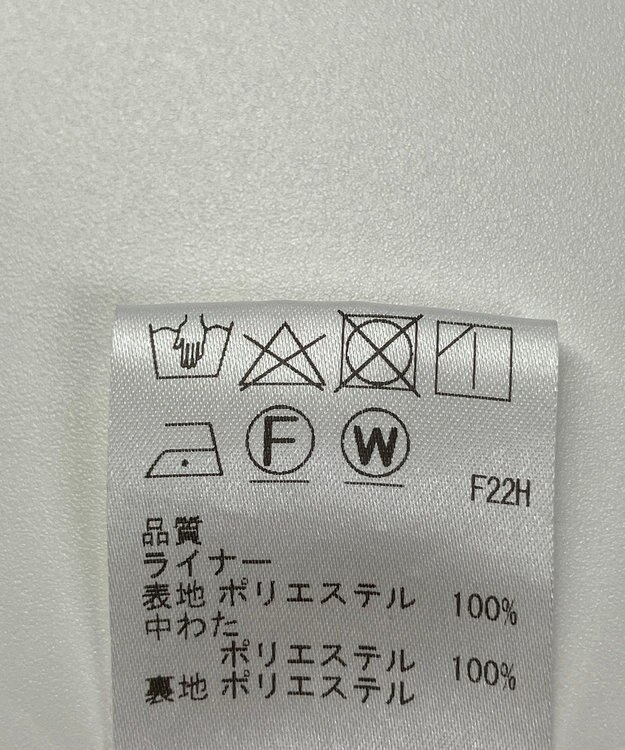 F W
F22H
品質
ライナー
表地 ポリエステル 100%
中わた
ポリエステル 100%
裏地 ポリエステル